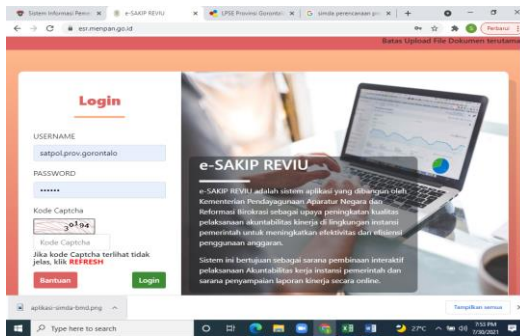 Sistem Informasi Pemer
e-SAKIP REVIU
LPSE Provinsi Gorontalo
simda perencanaan
esr.menpan.go.id
Perbarui
Batas Upload File Dokumen terutama
Login
USERNAME
satpol.prov.gorontalo
PASSWORD
••••••
Kode Captcha
Kode Captcha
Jika kode Captcha terlihat tidak
jelas, klik REFRESH
Bantuan
Login
e-SAKIP REVIU
e-SAKIP REVIU adalah sistem aplikasi yang dibangun oleh
Kementerian Pendayagunaan Aparatur Negara dan
Reformasi Birokrasi sebagai upaya peningkatan kualitas
pelaksanaan akuntabilitas kinerja di lingkungan instansi
pemerintah untuk meningkatkan efektivitas dan efisiensi
penggunaan anggaran.
Sistem ini bertujuan sebagai sarana pembinaan interaktif
pelaksanaan Akuntabilitas kerja instansi pemerintah dan
sarana penyampaian laporan kinerja secara online.
aplikasi-simda-bmd.png
Tampilkan semua
Type here to search
27°C
7:53 PM
7/30/2021